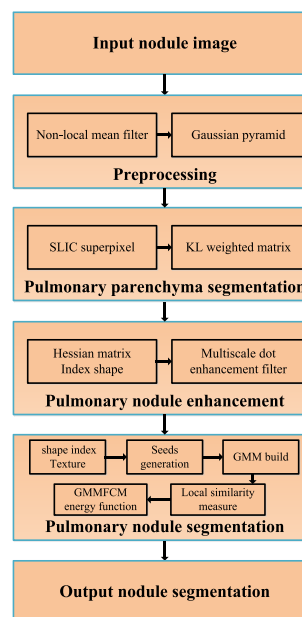 Input nodule image
Non-local mean filter
Gaussian pyramid
Preprocessing
SLIC superpixel
KL weighted matrix
Pulmonary parenchyma segmentation
Hessian matrix
Index shape
Multiscale dot
enhancement filter
Pulmonary nodule enhancement
shape index
Texture
Seeds
generation
GMM build
GMMFCM
energy function
Local similarity
measure
Pulmonary nodule segmentation
Output nodule segmentation